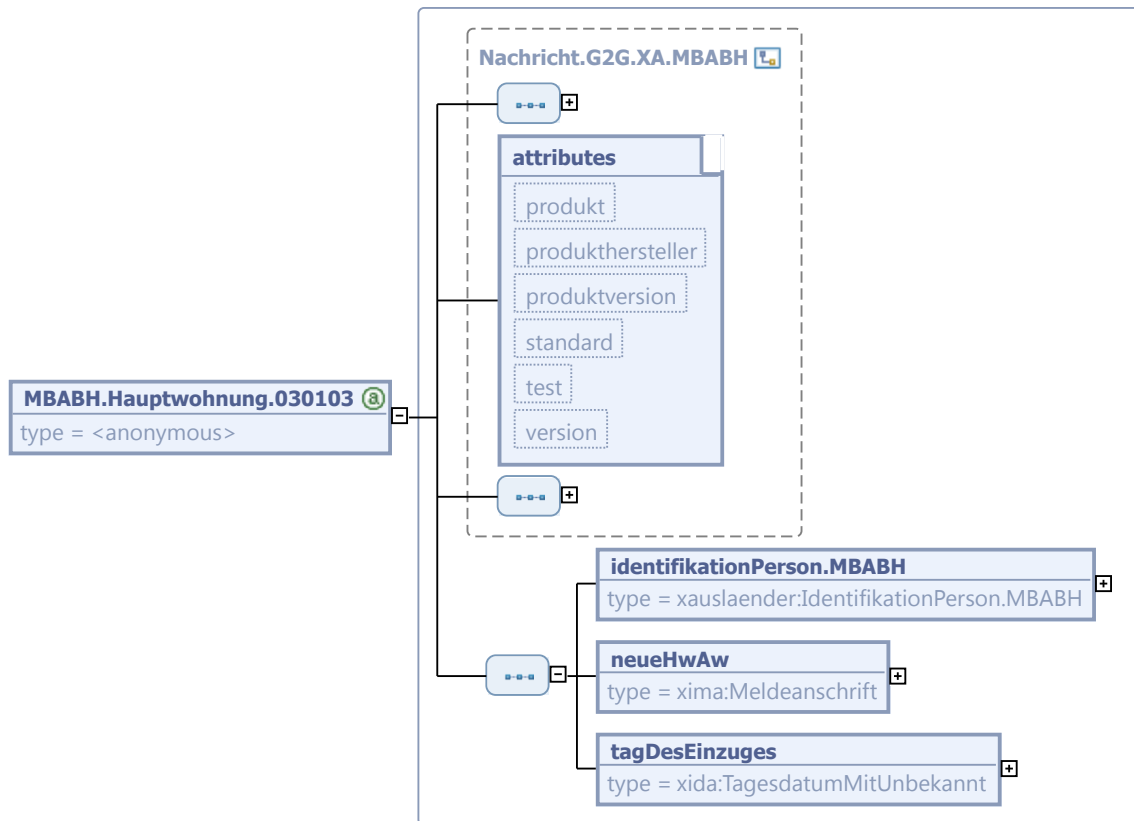 Nachricht.G2G.XA.MBABH
attributes
produkt
produkthersteller
produktversion
standard
test
version
MBABH.Hauptwohnung.030103 @
type = <anonymous>
identifikationPerson.MBABH
type = xauslaender:IdentifikationPerson.MBABH
neueHwAw
type = xima:Meldeanschrift
tagDesEinzuges
type = xida:TagesdatumMitUnbekannt